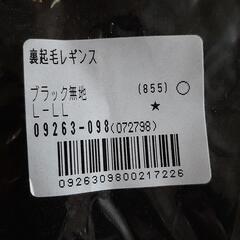 裏起毛レギンス
ブラック無地 (855) ○
L-LL ★
09263-098(072798)
0926309800217226